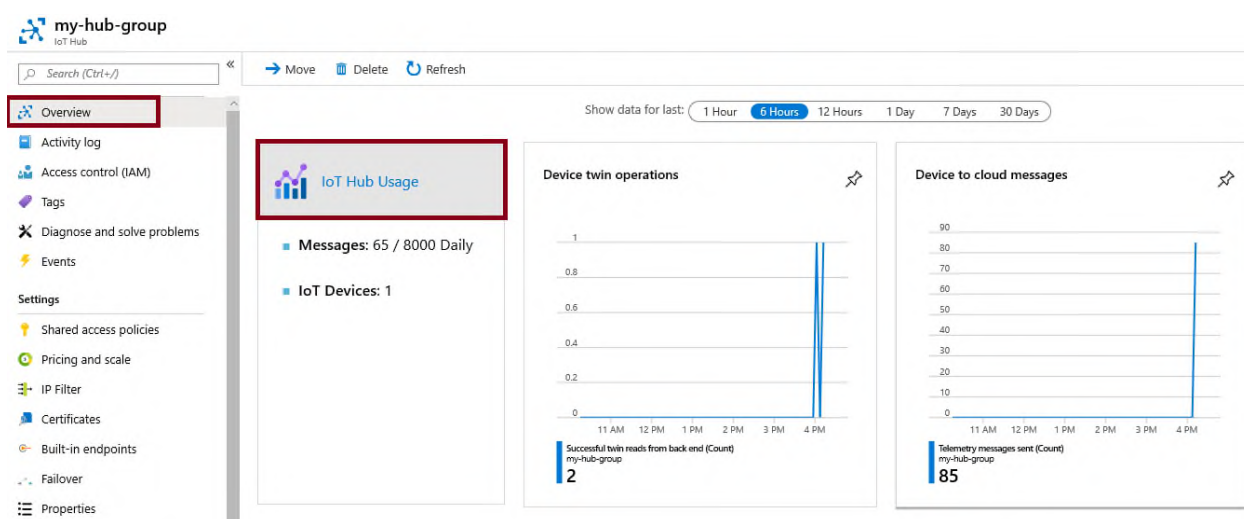 my-hub-group
IoT Hub
Search (Ctrl+/)
«
Move Delete Refresh
Overview
Activity log
Access control (IAM)
Tags
Diagnose and solve problems
Events
Settings
Shared access policies
Pricing and scale
IP Filter
Certificates
Built-in endpoints
Failover
Properties
Show data for last: 1 Hour 6 Hours 12 Hours 1 Day 7 Days 30 Days
IoT Hub Usage
Messages: 65 / 8000 Daily
IoT Devices: 1
Device twin operations
1
0.8
0.6
0.4
0.2
0
11 AM 12 PM 1 PM 2 PM 3 PM 4 PM
Successful twin reads from back end (Count)
my-hub-group
2
Device to cloud messages
90
80
70
60
50
40
30
20
10
0
11 AM 12 PM 1 PM 2 PM 3 PM 4 PM
Telemetry messages sent (Count)
my-hub-group
85